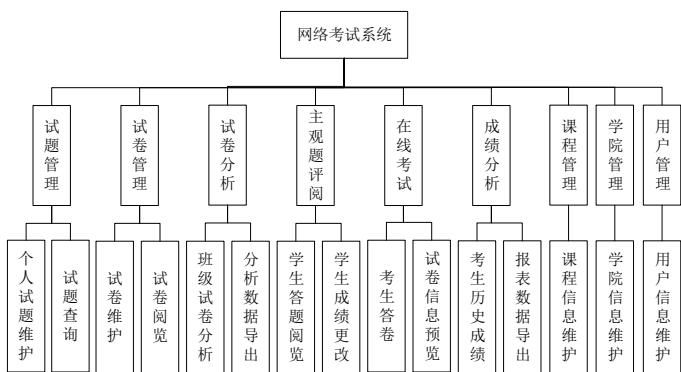 网络考试系统
试题管理
试卷管理
试卷分析
主观题评阅
在线考试
成绩分析
课程管理
学院管理
用户管理
个人试题维护
试题查询
试卷维护
试卷阅览
班级试卷分析
分析数据导出
学生答题阅览
学生成绩更改
考生答卷
试卷信息预览
考生历史成绩
报表数据导出
课程信息维护
学院信息维护
用户信息维护